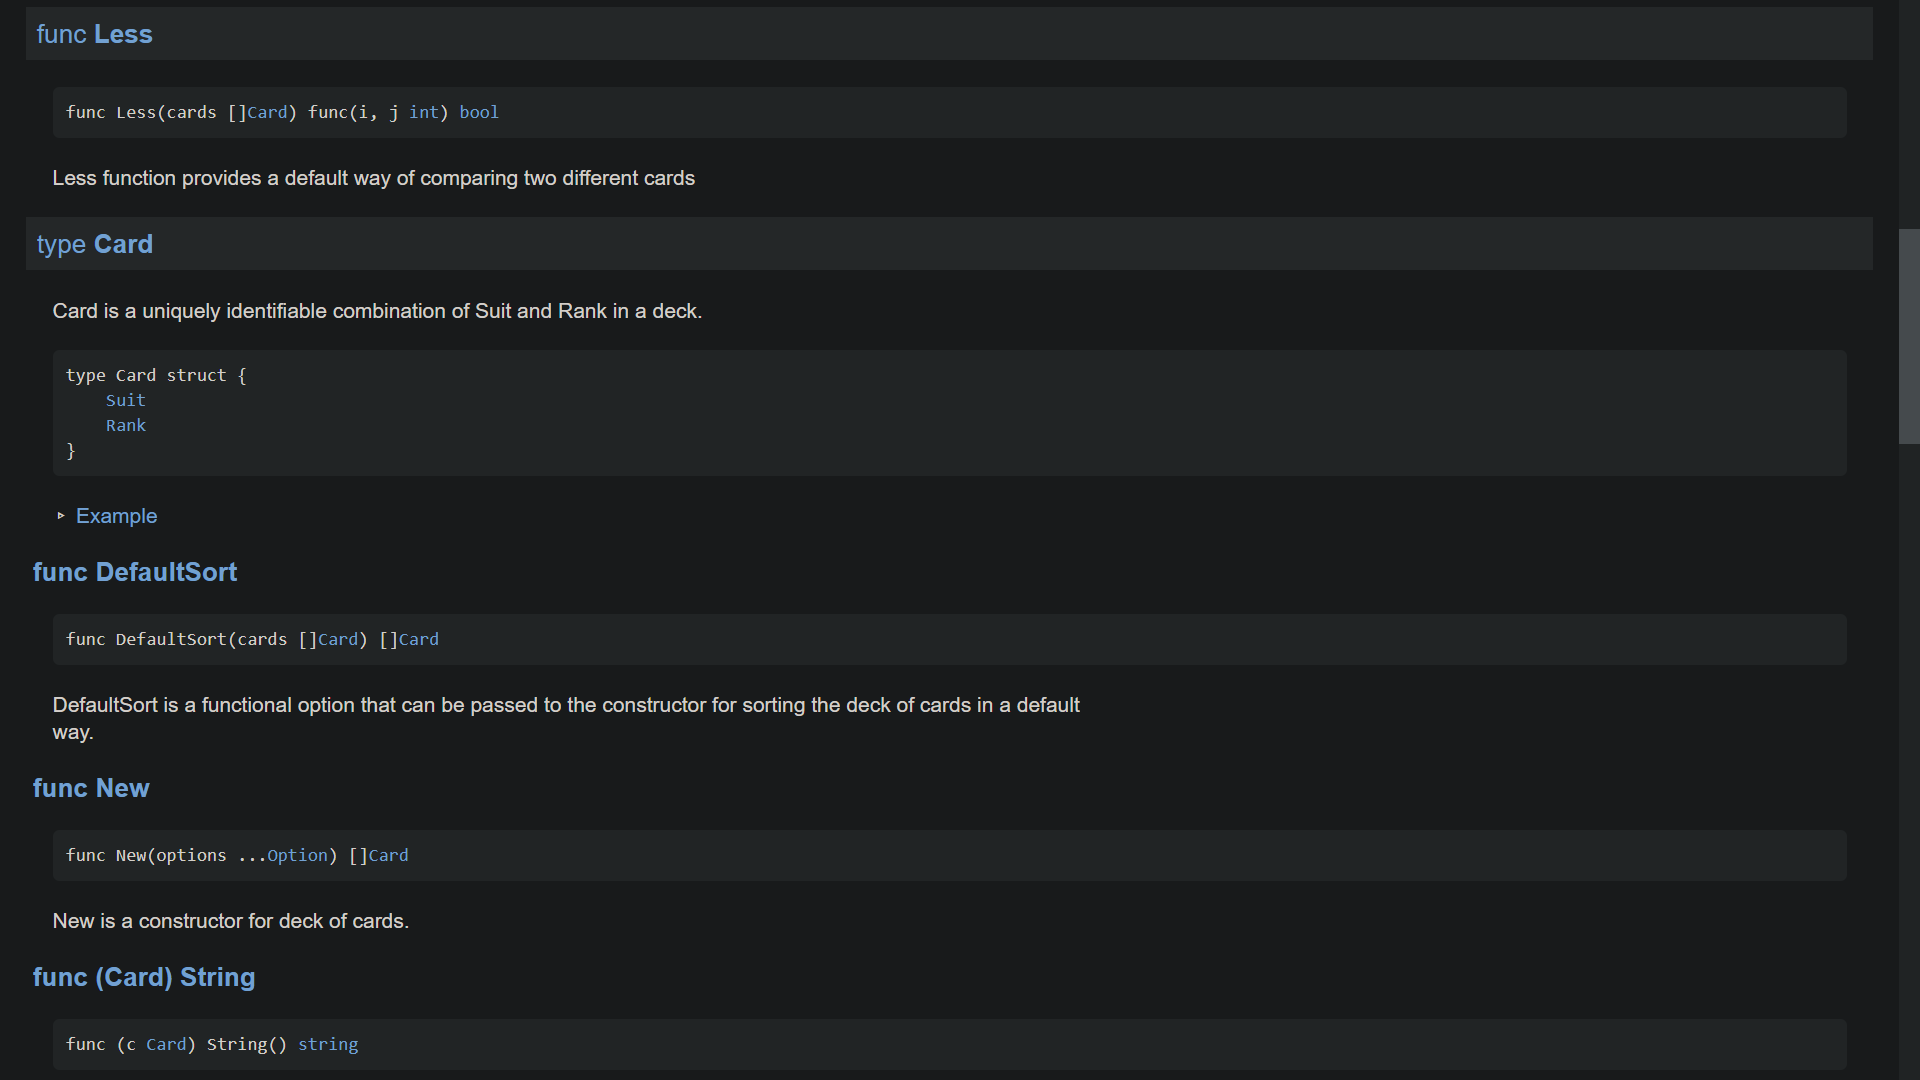 func Less
func Less(cards []Card) func(i, j int) bool
Less function provides a default way of comparing two different cards
type Card
Card is a uniquely identifiable combination of Suit and Rank in a deck.
type Card struct {
    Suit
    Rank
}
▹ Example
func DefaultSort
func DefaultSort(cards []Card) []Card
DefaultSort is a functional option that can be passed to the constructor for sorting the deck of cards in a default
way.
func New
func New(options ...Option) []Card
New is a constructor for deck of cards.
func (Card) String
func (c Card) String() string